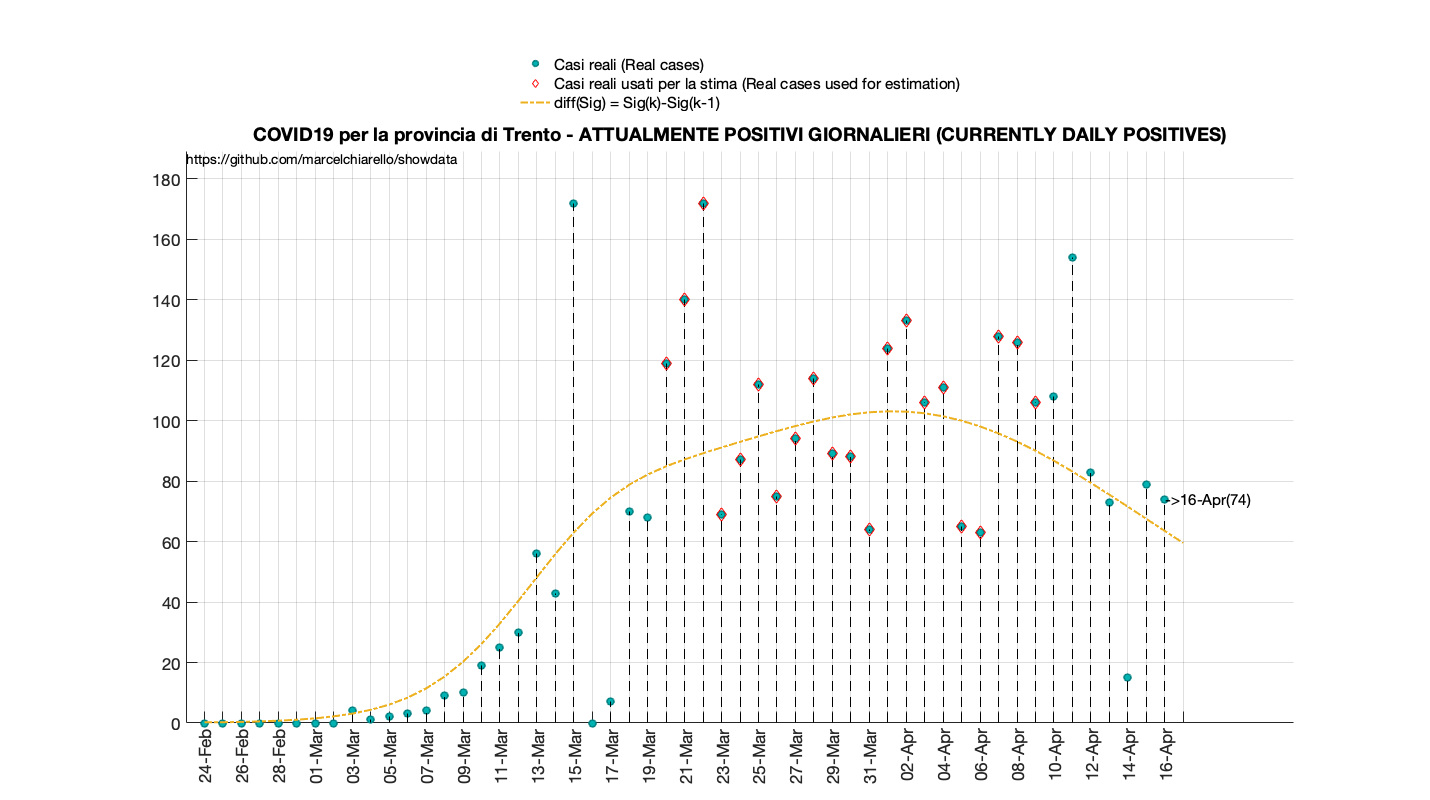 Casi reali (Real cases)
Casi reali usati per la stima (Real cases used for estimation)
diff(Sig) = Sig(k)-Sig(k-1)
COVID19 per la provincia di Trento - ATTUALMENTE POSITIVI GIORNALIERI (CURRENTLY DAILY POSITIVES)
https://github.com/marcelchiarello/showdata
180
160
140
120
100
80
60
40
20
0
->16-Apr(74)
24-Feb
26-Feb
28-Feb
01-Mar
03-Mar
05-Mar
07-Mar
09-Mar
11-Mar
13-Mar
15-Mar
17-Mar
19-Mar
21-Mar
23-Mar
25-Mar
27-Mar
29-Mar
31-Mar
02-Apr
04-Apr
06-Apr
08-Apr
10-Apr
12-Apr
14-Apr
16-Apr